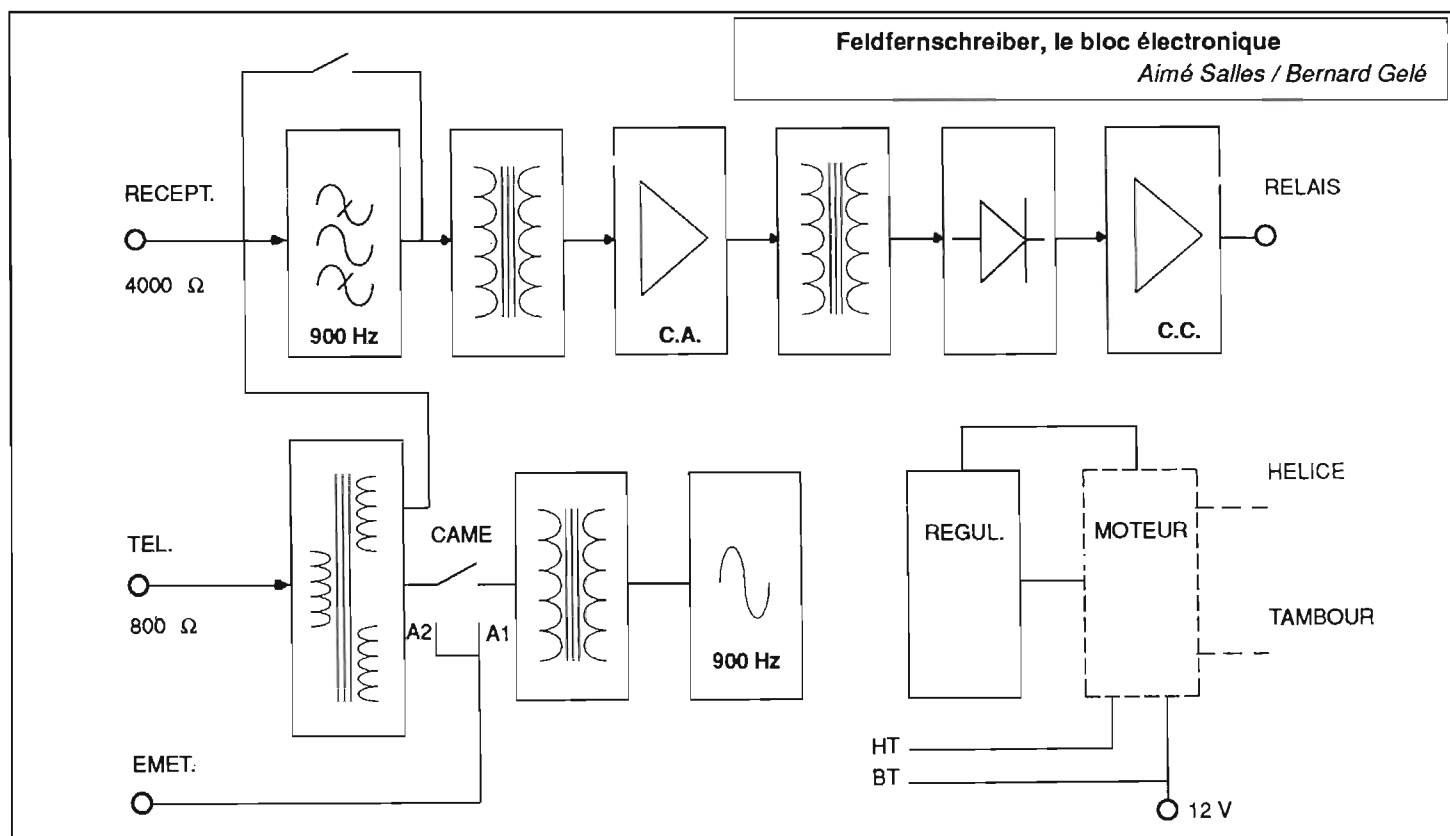 Feldfernschreiber, le bloc électronique
Aimé Salles / Bernard Gelé
RECEPT.
4000 Ω
900 Hz
C.A.
C.C.
RELAIS
TEL.
800 Ω
CAME
A2
A1
900 Hz
REGUL.
MOTEUR
HELICE
TAMBOUR
EMET.
HT
BT
12 V